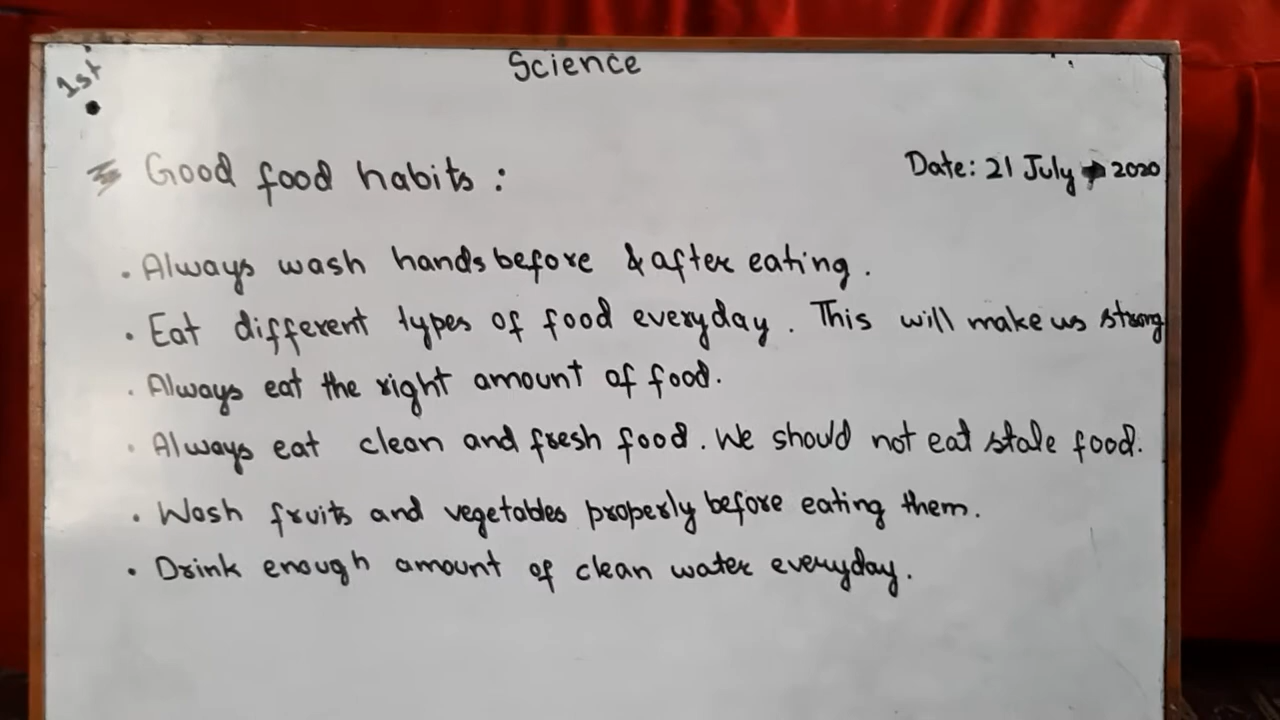 1st
Science
Good food habits :
Date: 21 July 2020
• Always wash hands before & after eating.
• Eat different types of food everyday. This will make us strong
• Always eat the right amount of food.
• Always eat clean and fresh food. We should not eat stale food.
• Wash fruits and vegetables properly before eating them.
• Drink enough amount of clean water everyday.